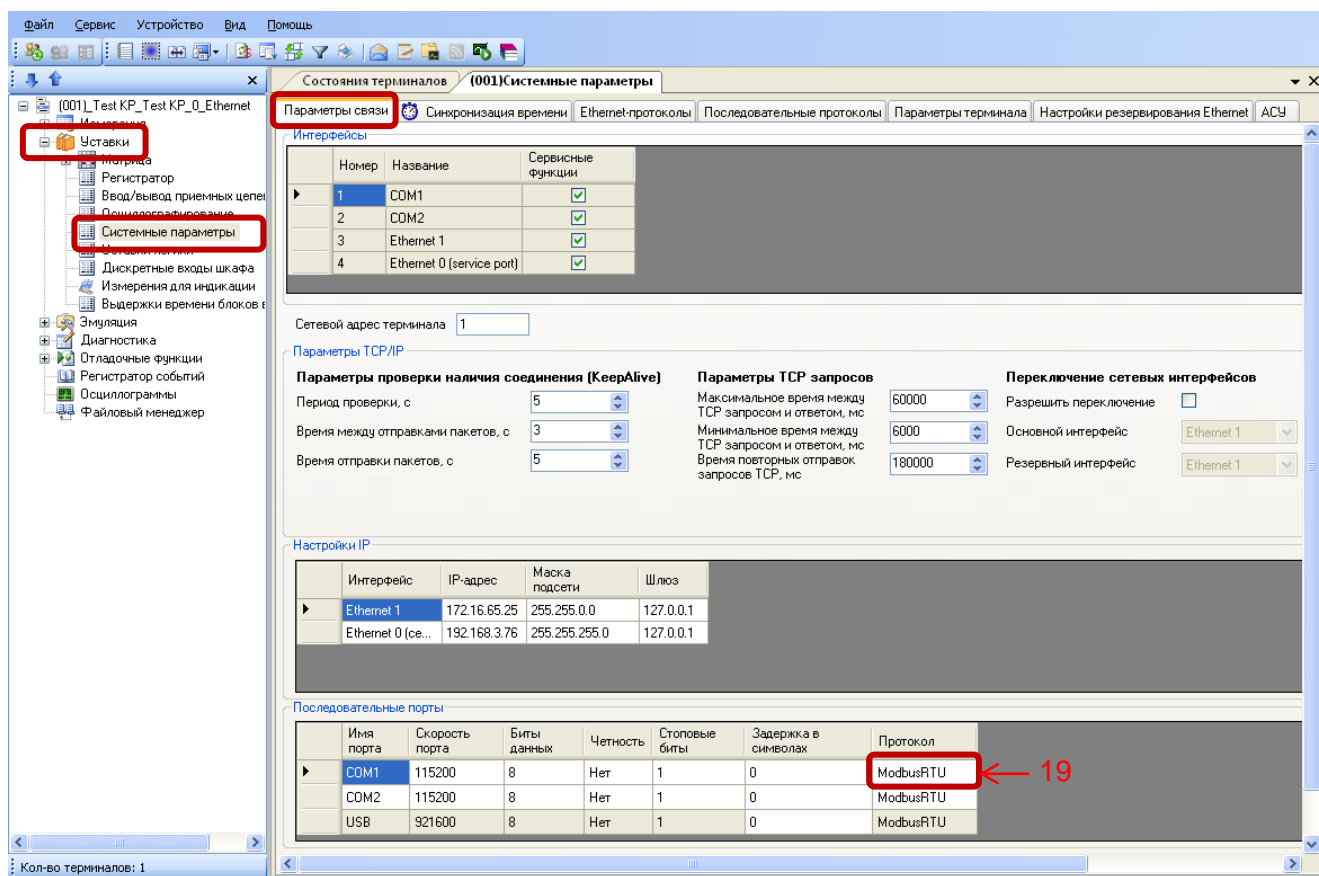 Файл Сервис Устройство Вид Помощь
Состояния терминалов (001)Системные параметры
(001)_Test KP_Test KP_0_Ethernet
Измерения
Уставки
Матрица
Регистратор
Ввод/вывод приемных цепе
Осциллографирование
Системные параметры
Уставки логики
Дискретные входы шкафа
Измерения для индикации
Выдержки времени блоков в
Эмуляция
Диагностика
Отладочные функции
Регистратор событий
Осциллограммы
Файловый менеджер
Кол-во терминалов: 1
Параметры связи Синхронизация времени Ethernet-протоколы Последовательные протоколы Параметры терминала Настройки резервирования Ethernet АСУ
Интерфейсы
Номер Название Сервисные функции
1 COM1
2 COM2
3 Ethernet 1
4 Ethernet 0 (service port)
Сетевой адрес терминала 1
Параметры TCP/IP
Параметры проверки наличия соединения (KeepAlive)
Период проверки, с 5
Время между отправками пакетов, с 3
Время отправки пакетов, с 5
Параметры TCP запросов
Максимальное время между
TCP запросом и ответом, мс 60000
Минимальное время между
TCP запросом и ответом, мс 6000
Время повторных отправок
запросов TCP, мс 180000
Переключение сетевых интерфейсов
Разрешить переключение
Основной интерфейс Ethernet 1
Резервный интерфейс Ethernet 1
Настройки IP
Интерфейс IP-адрес Маска подсети Шлюз
Ethernet 1 172.16.65.25 255.255.0.0 127.0.0.1
Ethernet 0 (се... 192.168.3.76 255.255.255.0 127.0.0.1
Последовательные порты
Имя порта Скорость порта Биты данных Четность Стоповые биты Задержка в символах Протокол
COM1 115200 8 Нет 1 0 ModbusRTU 19
COM2 115200 8 Нет 1 0 ModbusRTU
USB 921600 8 Нет 1 0 ModbusRTU